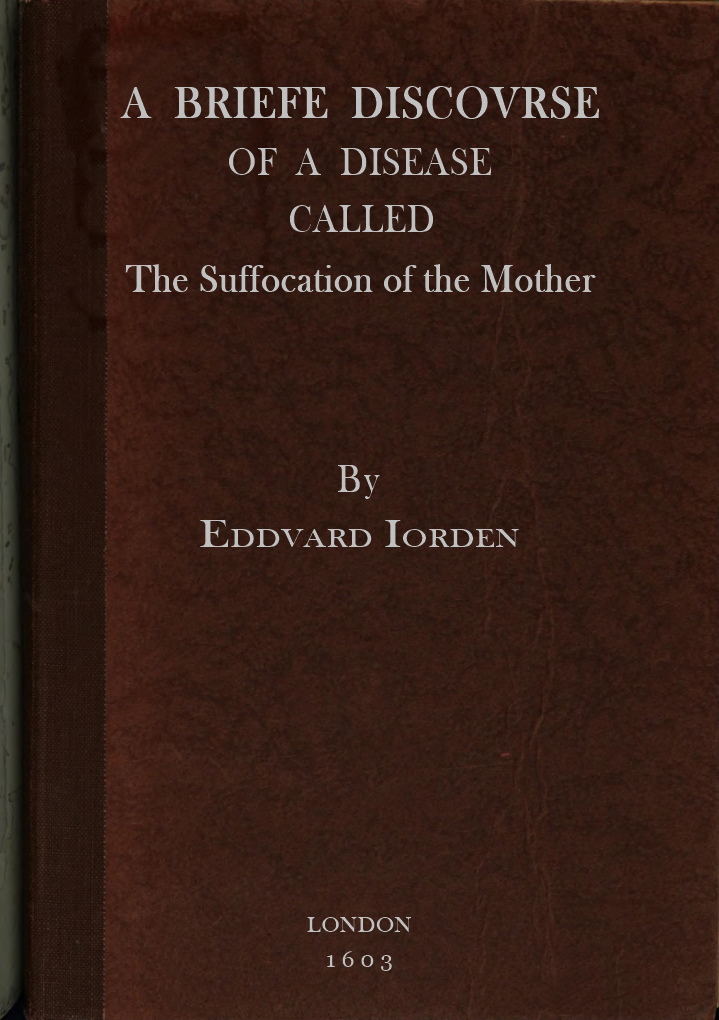 A BRIEFE DISCOVRSE
OF A DISEASE
CALLED
The Suffocation of the Mother
By
EDDVARD IORDEN
LONDON
1603